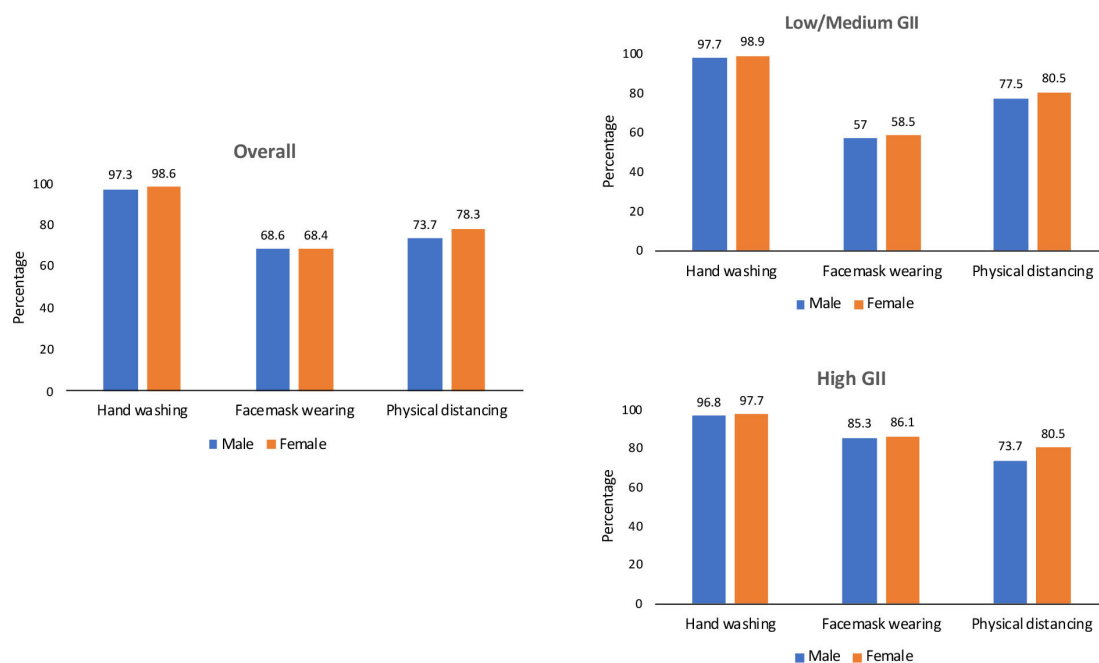 Overall
Percentage
100
80
60
40
20
0
97.3 98.6
68.6 68.4
73.7 78.3
Hand washing Facemask wearing Physical distancing
Male Female
Low/Medium GII
Percentage
100
80
60
40
20
0
97.7 98.9
57 58.5
77.5 80.5
Hand washing Facemask wearing Physical distancing
Male Female
High GII
Percentage
100
80
60
40
20
0
96.8 97.7
85.3 86.1
73.7 80.5
Hand washing Facemask wearing Physical distancing
Male Female